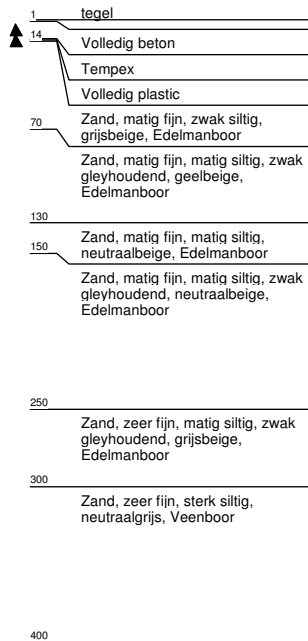 1
tegel
14
Volledig beton
Tempex
Volledig plastic
70
Zand, matig fijn, zwak siltig,
grijsbeige, Edelmanboor
Zand, matig fijn, matig siltig, zwak
gleyhoudend, geelbeige,
Edelmanboor
130
Zand, matig fijn, matig siltig,
neutraalbeige, Edelmanboor
150
Zand, matig fijn, matig siltig, zwak
gleyhoudend, neutraalbeige,
Edelmanboor
250
Zand, zeer fijn, matig siltig, zwak
gleyhoudend, grijsbeige,
Edelmanboor
300
Zand, zeer fijn, sterk siltig,
neutraalgrijs, Veenboor
400